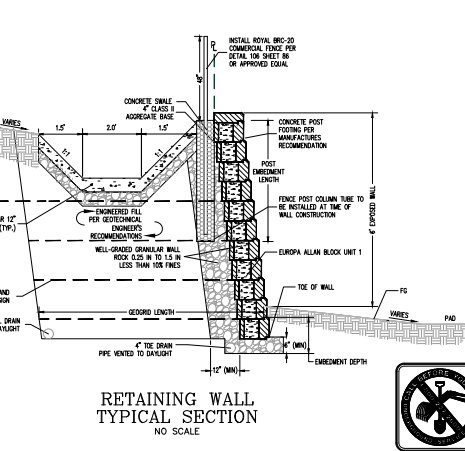 INSTALL ROYAL BRC-20
COMMERCIAL FENCE PER
DETAIL 106 SHEET 86
OR APPROVED EQUAL
48"
CONCRETE SWALE
4" CLASS II
AGGREGATE BASE
VARIES
1.5'
2.0'
1.5'
1:1
1:1
CONCRETE POST
FOOTING PER
MANUFACTURES
RECOMMENDATION
POST
EMBEDMENT
LENGTH
6' EXPOSED WALL
FENCE POST COLUMN TUBE TO
BE INSTALLED AT TIME OF
WALL CONSTRUCTION
12"
(TYP.)
ENGINEERED FILL
PER GEOTECHNICAL
ENGINEER'S
RECOMMENDATIONS
WELL-GRADED GRANULAR WALL
ROCK 0.25 IN TO 1.5 IN
LESS THAN 10% FINES
EUROPA ALLAN BLOCK UNIT 1
AND
SIGN
TOE OF WALL
FG
GEOGRID LENGTH
VARIES
PAD
DRAIN
AYLIGHT
4" TOE DRAIN
PIPE VENTED TO DAYLIGHT
6" (MIN)
EMBEDMENT DEPTH
12" (MIN)
RETAINING WALL
TYPICAL SECTION
NO SCALE